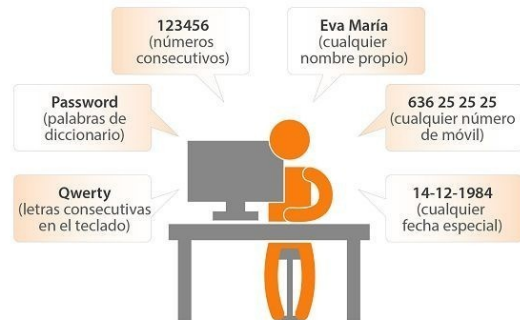 123456
(números
consecutivos)
Eva María
(cualquier
nombre propio)
Password
(palabras de
diccionario)
636 25 25 25
(cualquier número
de móvil)
Qwerty
(letras consecutivas
en el teclado)
14-12-1984
(cualquier
fecha especial)